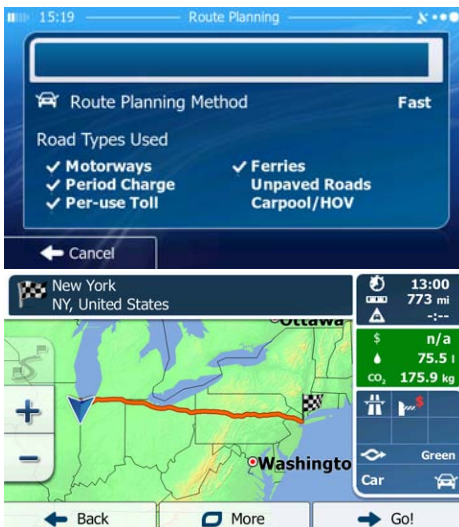 15:19 Route Planning
Route Planning Method Fast
Road Types Used
Motorways Ferries
Period Charge Unpaved Roads
Per-use Toll Carpool/HOV
Cancel
New York
NY, United States
13:00
773 mi
-:--
$ n/a
75.5 l
CO₂ 175.9 kg
$
Green
Car
Ottawa
Washingto
+
−
Back More Go!